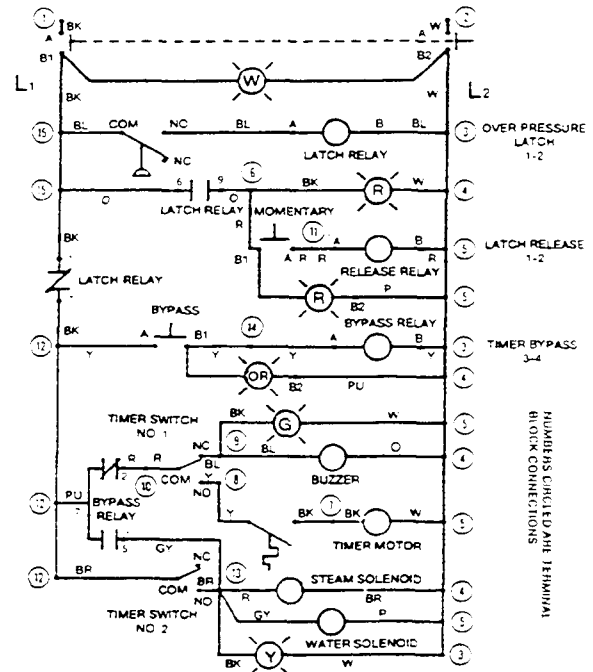 1 BK W 2
A A
B1 W B2
L1 BK W L2
15 BL COM NC BL A B BL 3 OVER PRESSURE
LATCH
1-2
NC
LATCH RELAY
15 O 6 9 O 6 BK R W 4
LATCH RELAY MOMENTARY
R 11
BK B1 A R R A B R 5 LATCH RELEASE
1-2
RELEASE RELAY
LATCH RELAY
R B2 P 5
BYPASS BYPASS RELAY
12 BK Y A B1 Y 14 Y A B Y 3 TIMER BYPASS
3-4
OR B2 PU 4
BK G W 5
TIMER SWITCH
NO 1
R R NC 9 BL O 4
2 10 COM BL BUZZER
Y NO 8
12 PU 7 BYPASS
RELAY
Y 7 BK BK W 5
TIMER MOTOR
5 GY
NC
12 BR COM BR NO 13 R STEAM SOLENOID BR 4
TIMER SWITCH
NO 2
GY P 5
WATER SOLENOID
BK Y W 3
NUMBERS CIRCLED ARE TERMINAL
BLOCK CONNECTIONS